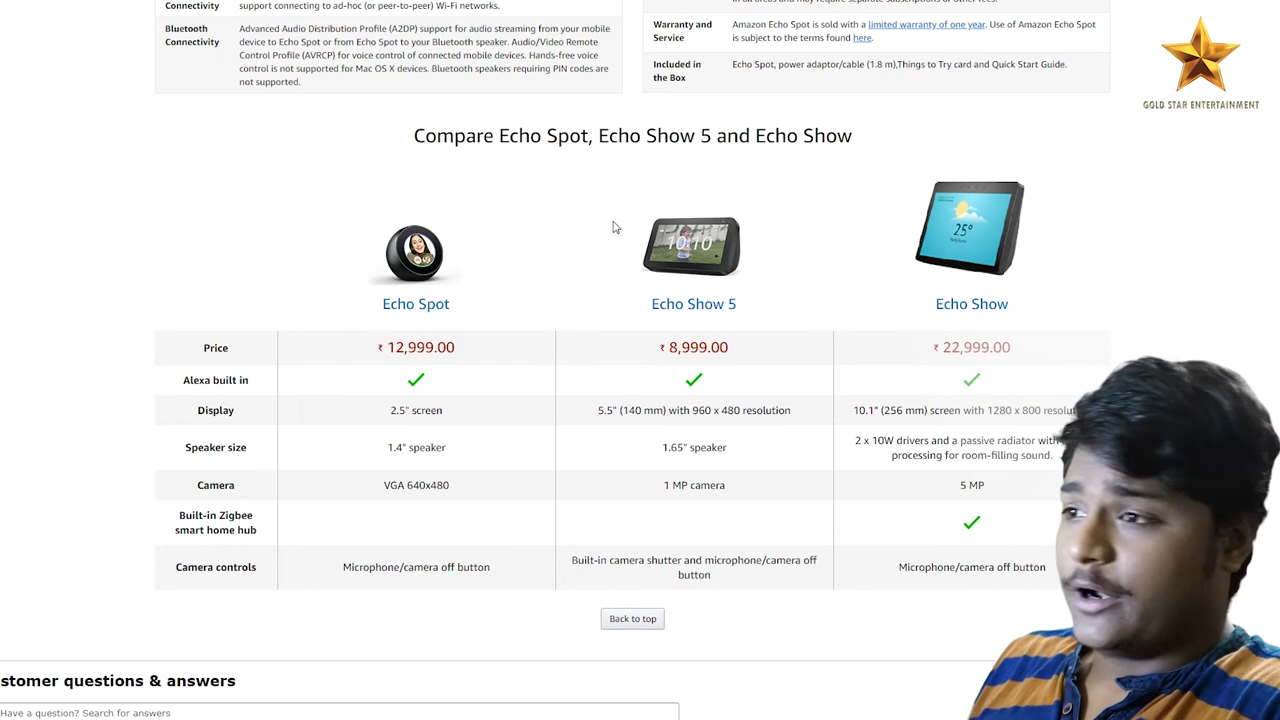 Connectivity
support connecting to ad-hoc (or peer-to-peer) Wi-Fi networks.
Bluetooth
Connectivity
Advanced Audio Distribution Profile (A2DP) support for audio streaming from your mobile
device to Echo Spot or from Echo Spot to your Bluetooth speaker. Audio/Video Remote
Control Profile (AVRCP) for voice control of connected mobile devices. Hands-free voice
control is not supported for Mac OS X devices. Bluetooth speakers requiring PIN codes are
not supported.
Warranty and
Service
Amazon Echo Spot is sold with a limited warranty of one year. Use of Amazon Echo Spot
is subject to the terms found here.
Included in
the Box
Echo Spot, power adaptor/cable (1.8 m),Things to Try card and Quick Start Guide.
GOLD STAR ENTERTAINMENT
Compare Echo Spot, Echo Show 5 and Echo Show
10:10
25°
Echo Spot Echo Show 5 Echo Show
Price ₹ 12,999.00 ₹ 8,999.00 ₹ 22,999.00
Alexa built in
Display 2.5" screen 5.5" (140 mm) with 960 x 480 resolution 10.1" (256 mm) screen with 1280 x 800
Speaker size 1.4" speaker 1.65" speaker
2 x 10W drivers and a passive radiator with
processing for room-filling sound.
Camera VGA 640x480 1 MP camera 5 MP
Built-in Zigbee
smart home hub
Camera controls Microphone/camera off button
Built-in camera shutter and microphone/camera off
button
Microphone/camera off button
Back to top
stomer questions & answers
Have a question? Search for answers